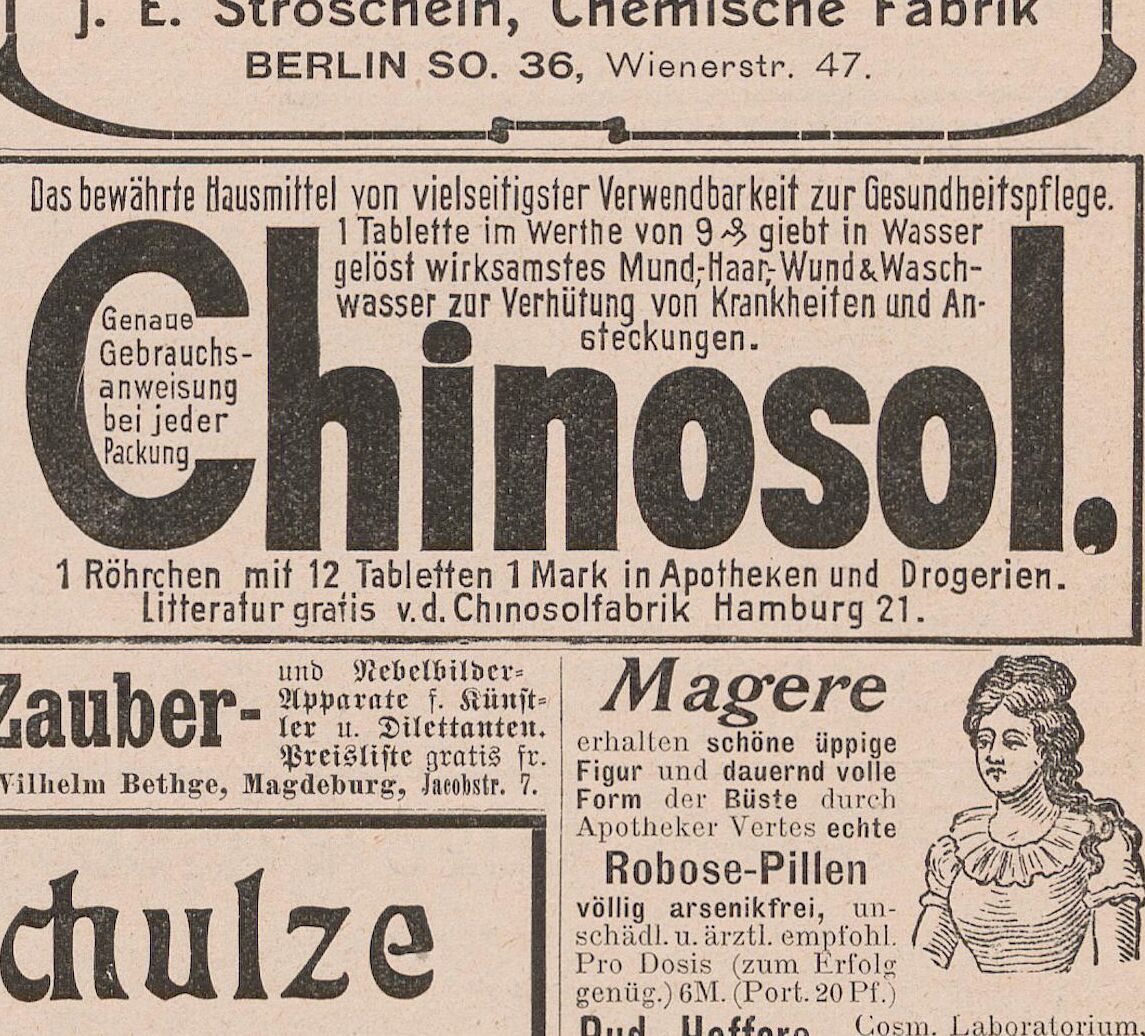 J. E. Stroschein, Chemische Fabrik
BERLIN SO. 36, Wienerstr. 47.
Das bewährte Hausmittel von vielseitigster Verwendbarkeit zur Gesundheitspflege.
1 Tablette im Werthe von 9 ₰ giebt in Wasser
gelöst wirksamstes Mund-, Haar-, Wund & Wasch-
wasser zur Verhütung von Krankheiten und An-
steckungen.
Genaue
Gebrauchs-
anweisung
bei jeder
Packung
Chinosol.
1 Röhrchen mit 12 Tabletten 1 Mark in Apotheken und Drogerien.
Litteratur gratis v. d. Chinosolfabrik Hamburg 21.
Zauber-
und Nebelbilder-
Apparate f. Künst-
ler u. Dilettanten.
Preisliste gratis fr.
Wilhelm Bethge, Magdeburg, Jacobstr. 7.
chulze
Magere
erhalten schöne üppige
Figur und dauernd volle
Form der Büste durch
Apotheker Vertes echte
Robose-Pillen
völlig arsenikfrei, un-
schädl. u. ärztl. empfohl.
Pro Dosis (zum Erfolg
genüg.) 6M. (Port. 20 Pf.)
Rud. Hoffers
Cosm. Laboratorium,